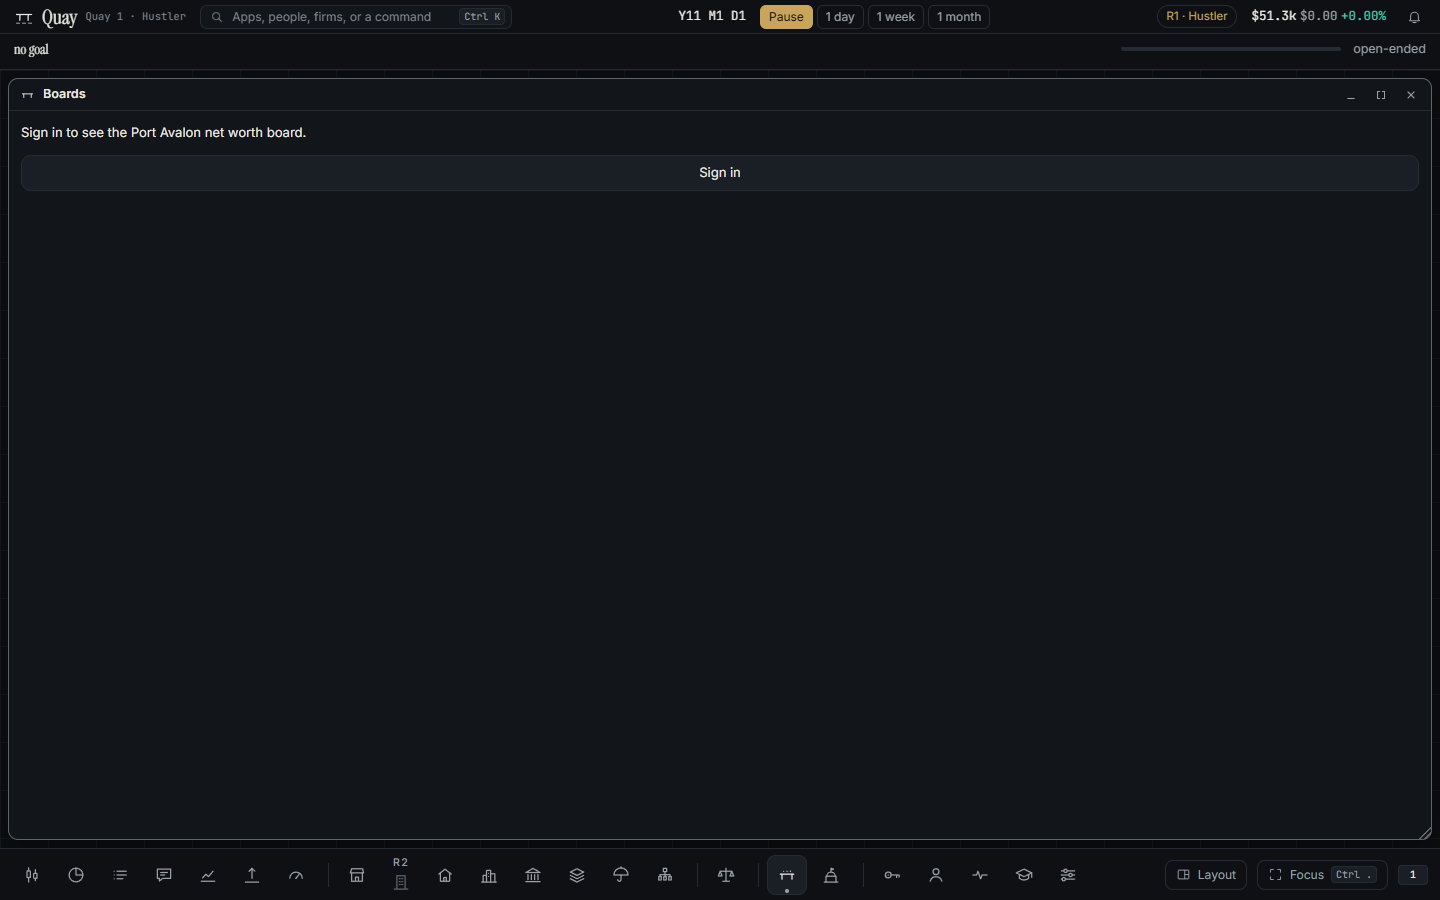 Quay Quay 1 · Hustler Apps, people, firms, or a command Ctrl K Y11 M1 D1 Pause 1 day 1 week 1 month R1 · Hustler $51.3k $0.00 +0.00%
no goal open-ended
Boards
Sign in to see the Port Avalon net worth board.
Sign in
R2
Layout Focus Ctrl . 1